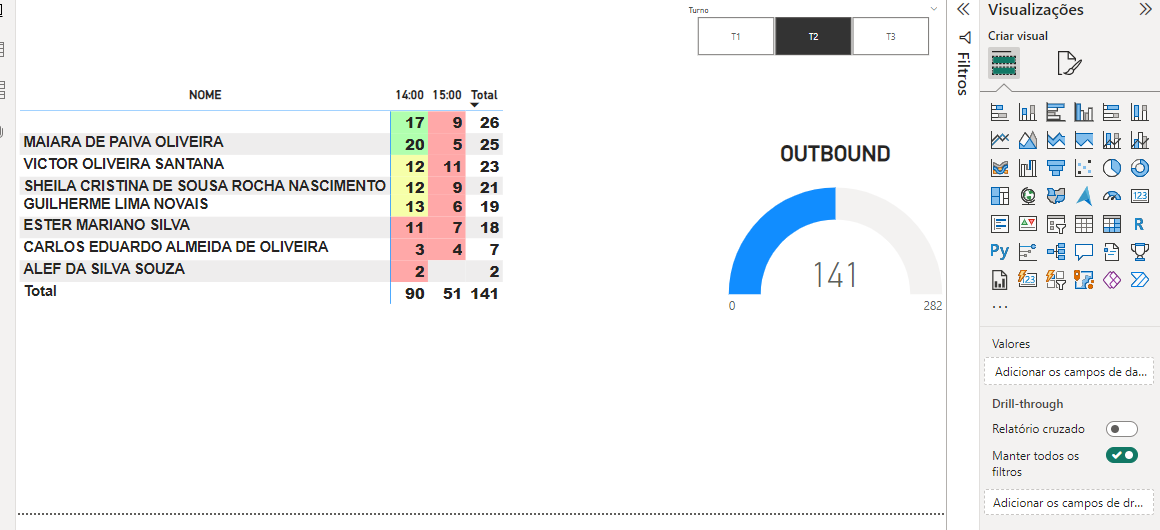 Turno
T1 T2 T3
NOME 14:00 15:00 Total
17 9 26
MAIARA DE PAIVA OLIVEIRA 20 5 25
VICTOR OLIVEIRA SANTANA 12 11 23
SHEILA CRISTINA DE SOUSA ROCHA NASCIMENTO 12 9 21
GUILHERME LIMA NOVAIS 13 6 19
ESTER MARIANO SILVA 11 7 18
CARLOS EDUARDO ALMEIDA DE OLIVEIRA 3 4 7
ALEF DA SILVA SOUZA 2 2
Total 90 51 141
OUTBOUND
141
0 282
Filtros
Visualizações
Criar visual
123
R
Py
123
...
Valores
Adicionar os campos de da...
Drill-through
Relatório cruzado
Manter todos os
filtros
Adicionar os campos de dr...